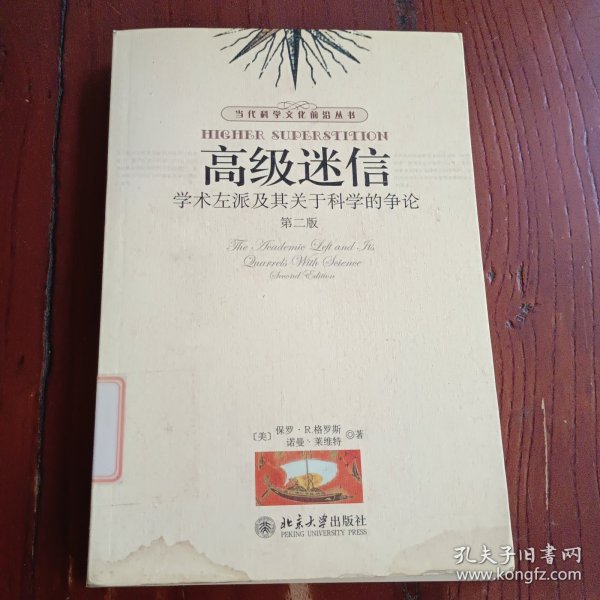 当代科学文化前沿丛书
HIGHER SUPERSTITION
高级迷信
学术左派及其关于科学的争论
第二版
The Academic Left and Its
Quarrels With Science
Second Edition
〔美〕保罗·R.格罗斯
诺曼·莱维特 ◎著
北京大学出版社
PEKING UNIVERSITY PRESS
孔夫子旧书网
www.kongfz.com